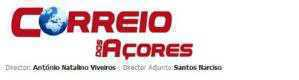 CORREIO
DOS AÇORES
Director: António Natalino Viveiros | Director Adjunto: Santos Narciso